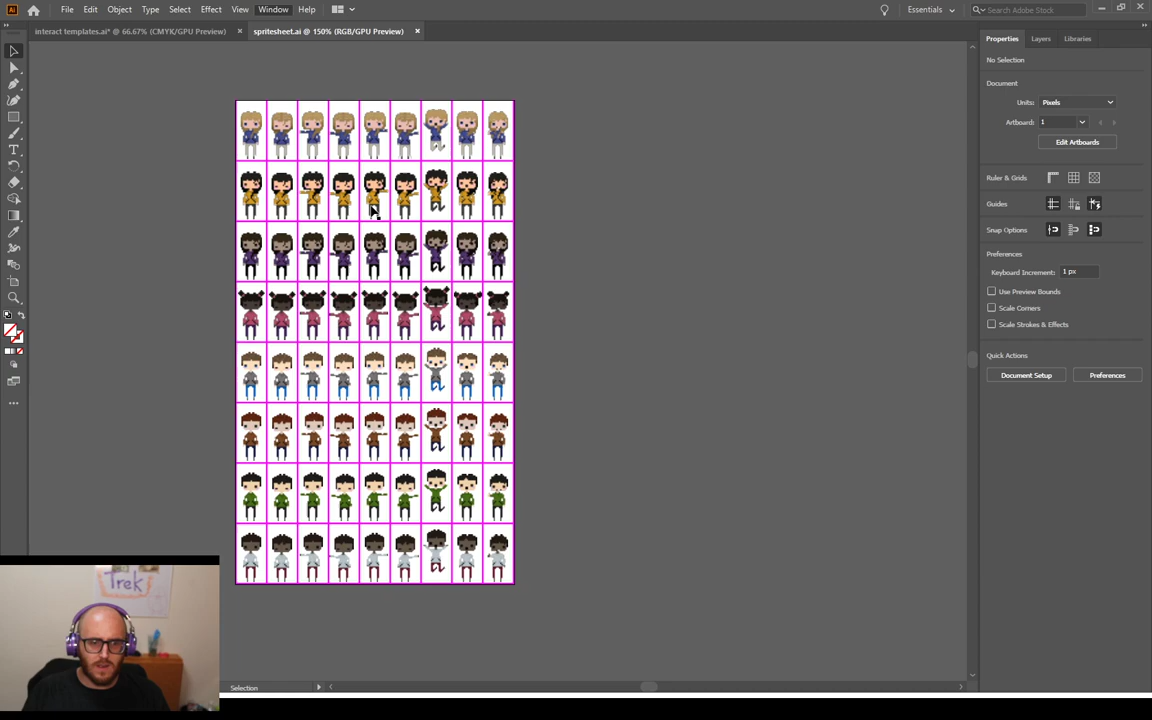 Ai File Edit Object Type Select Effect View Window Help Essentials Search Adobe Stock
interact templates.ai* @ 66.67% (CMYK/GPU Preview) × spritesheet.ai @ 150% (RGB/GPU Preview) ×
Properties Layers Libraries
No Selection
Document
Units: Pixels
Artboard: 1
Edit Artboards
Ruler & Grids
Guides
Snap Options
Preferences
Keyboard Increment: 1 px
Use Preview Bounds
Scale Corners
Scale Strokes & Effects
Quick Actions
Document Setup Preferences
Trek
Selection